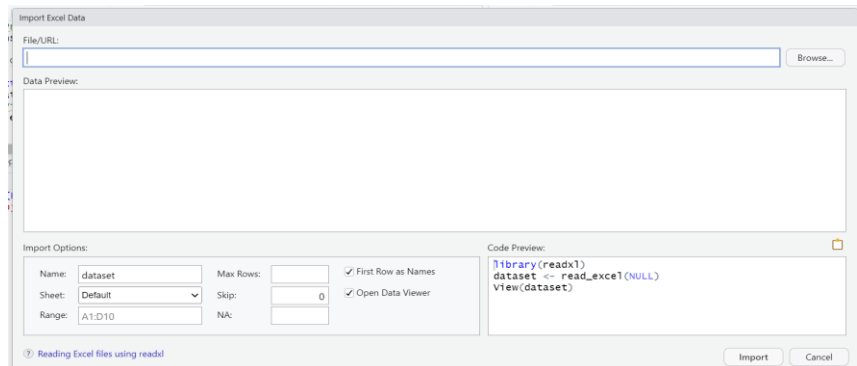 Import Excel Data
File/URL:
Browse...
Data Preview:
Import Options:
Code Preview:
Name: dataset Max Rows: First Row as Names
Sheet: Default Skip: 0 Open Data Viewer
Range: A1:D10 NA:
library(readxl)
dataset <- read_excel(NULL)
View(dataset)
? Reading Excel files using readxl
Import Cancel